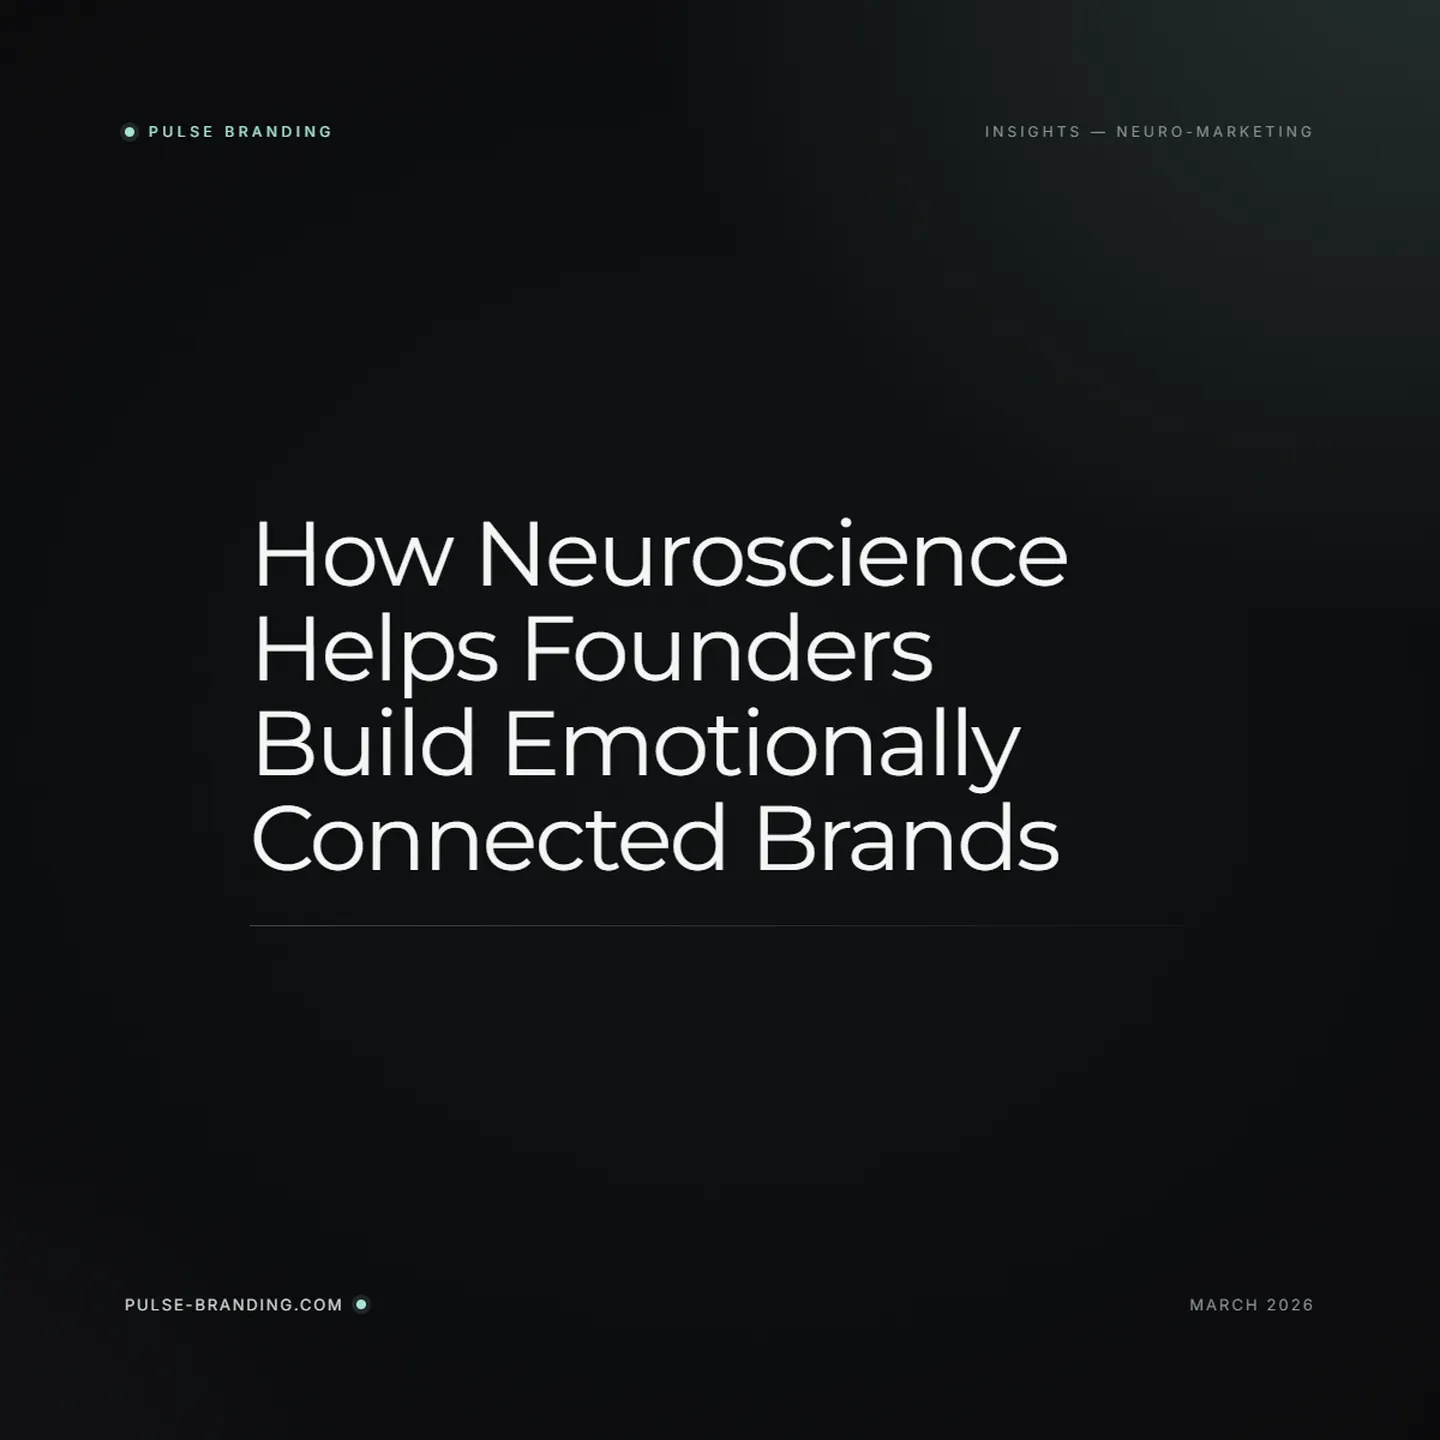 PULSE BRANDING
INSIGHTS — NEURO-MARKETING
How Neuroscience
Helps Founders
Build Emotionally
Connected Brands
PULSE-BRANDING.COM
MARCH 2026